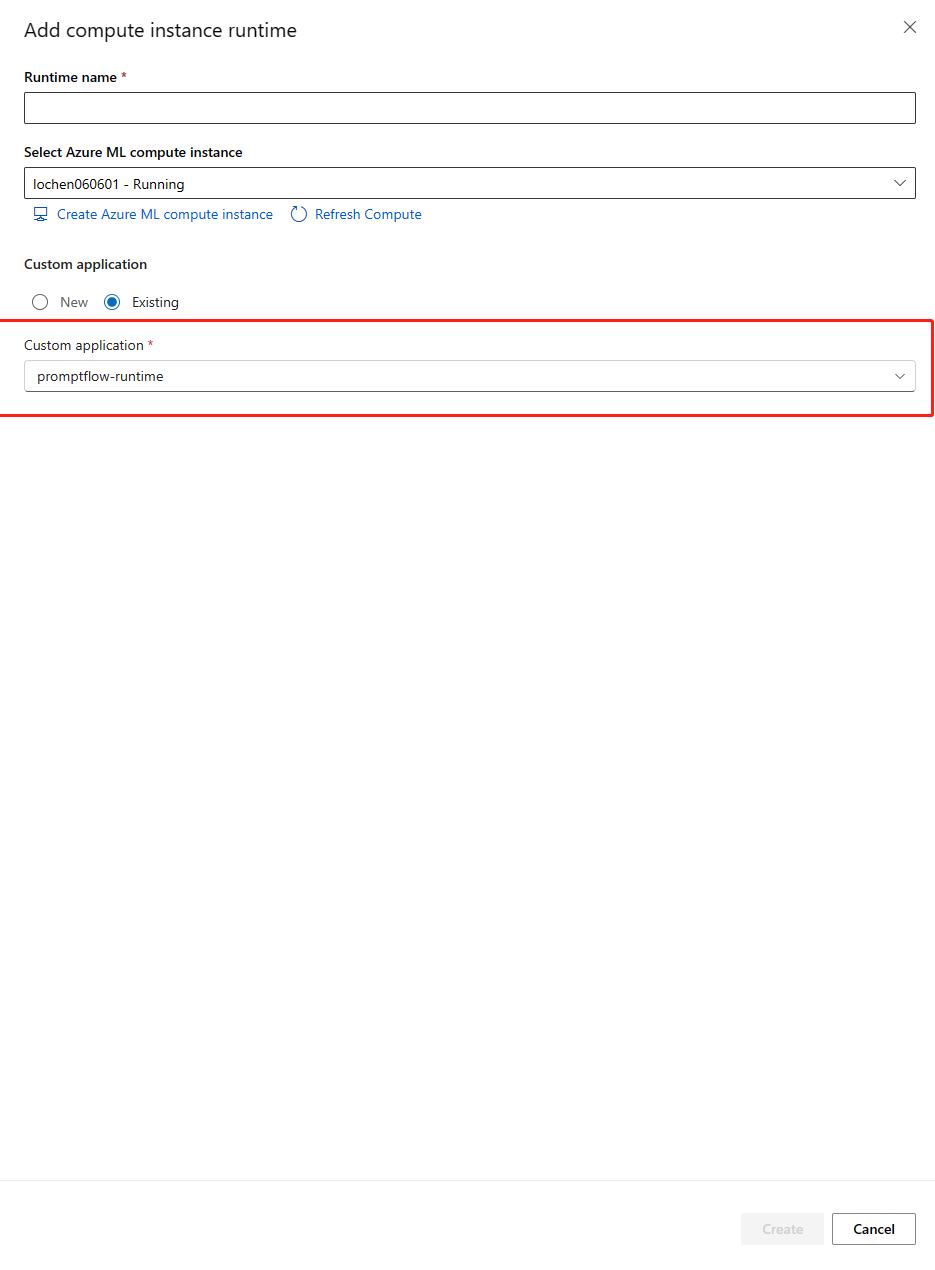 Add compute instance runtime
Runtime name *
Select Azure ML compute instance
lochen060601 - Running
Create Azure ML compute instance Refresh Compute
Custom application
New Existing
Custom application *
promptflow-runtime
Create Cancel